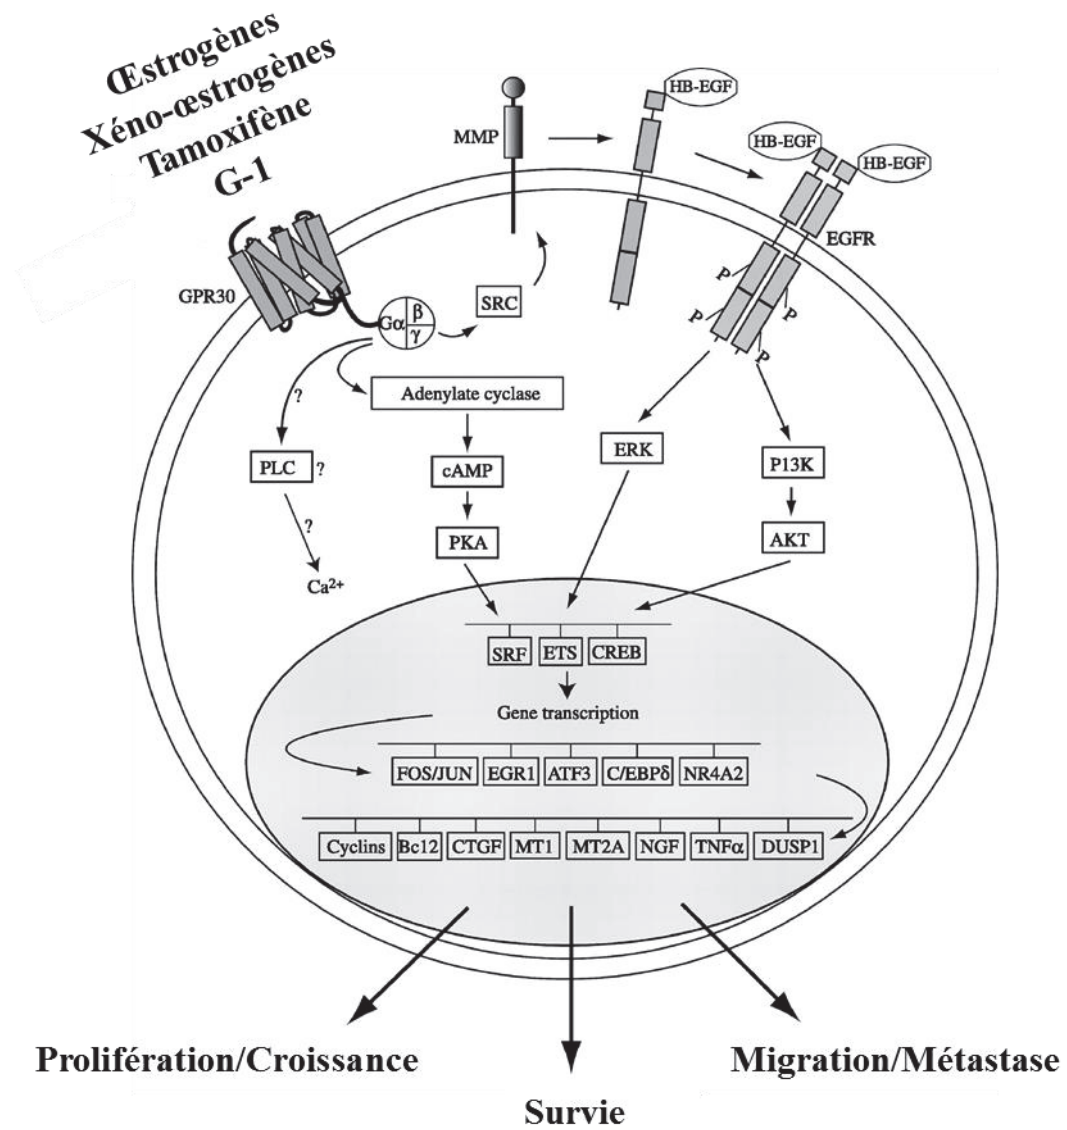 Œstrogènes
Xéno-œstrogènes
Tamoxifène
G-1
HB-EGF
MMP
HB-EGF
HB-EGF
EGFR
GPR30
Gα β
γ
SRC
P
P
P
P
?
Adenylate cyclase
PLC ?
cAMP
ERK
P13K
?
PKA
AKT
Ca²⁺
SRF ETS CREB
Gene transcription
FOS/JUN EGR1 ATF3 C/EBPδ NR4A2
Cyclins Bc12 CTGF MT1 MT2A NGF TNFα DUSP1
Prolifération/Croissance
Migration/Métastase
Survie